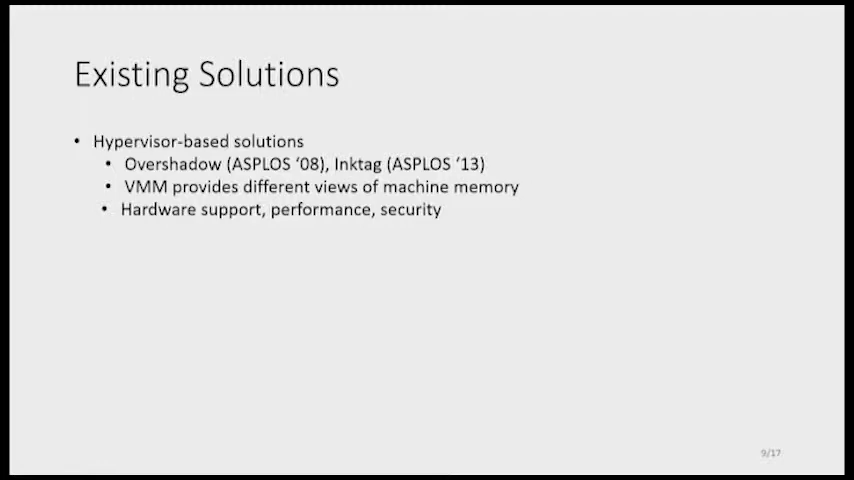 Existing Solutions
• Hypervisor-based solutions
• Overshadow (ASPLOS ‘08), Inktag (ASPLOS ‘13)
• VMM provides different views of machine memory
• Hardware support, performance, security
9/17